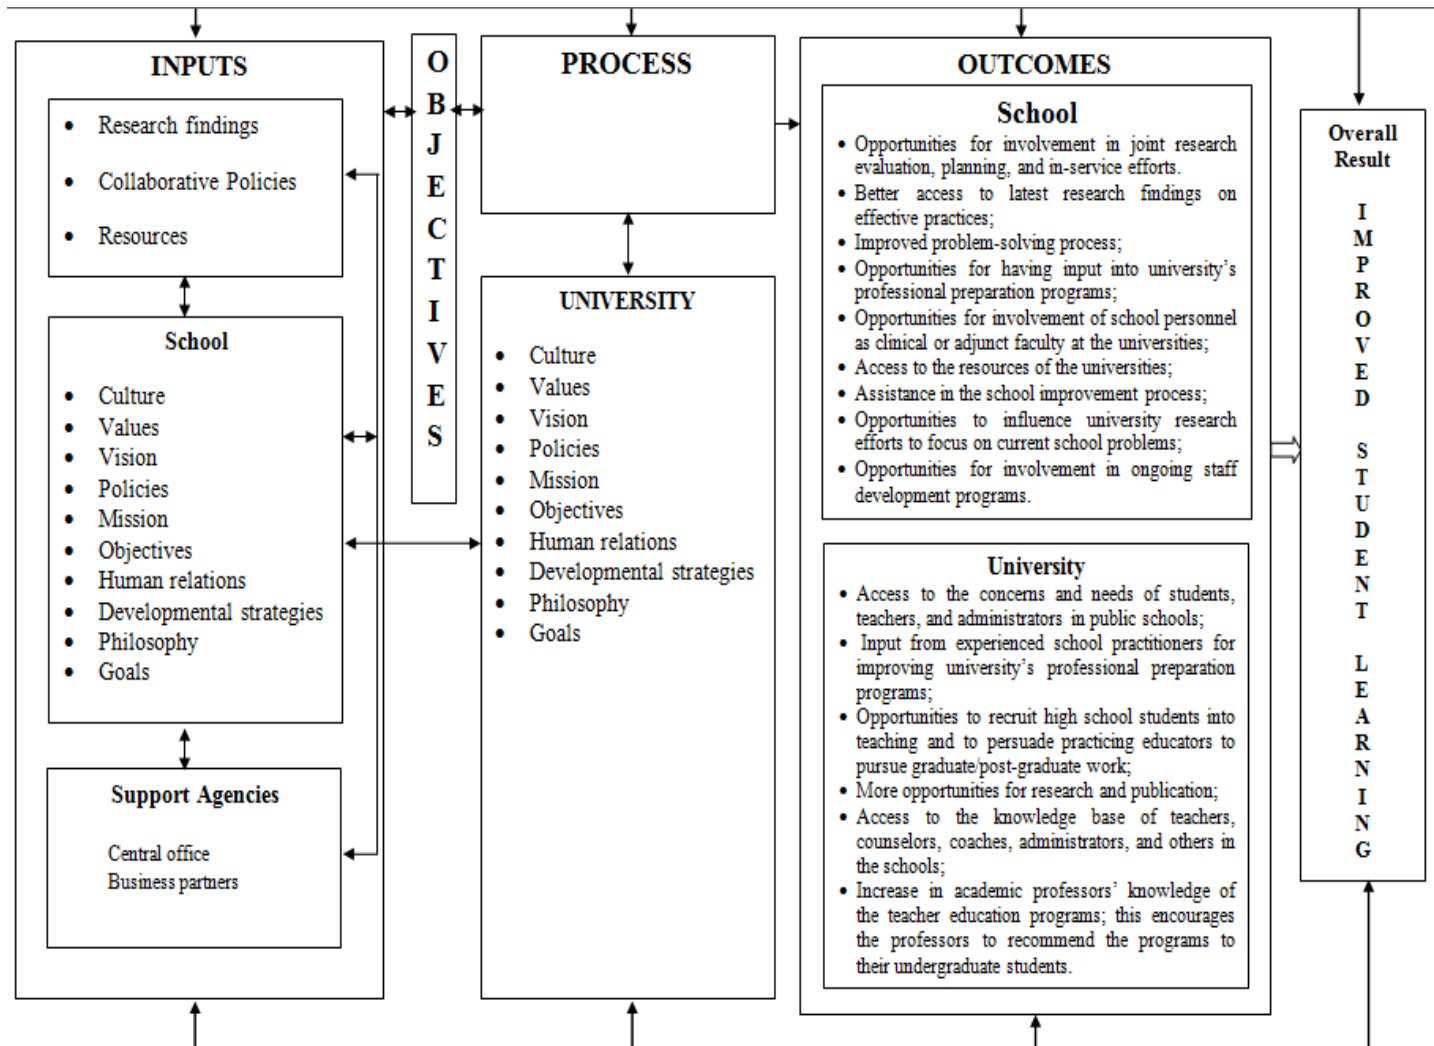 INPUTS
• Research findings
• Collaborative Policies
• Resources
School
• Culture
• Values
• Vision
• Policies
• Mission
• Objectives
• Human relations
• Developmental strategies
• Philosophy
• Goals
Support Agencies
Central office
Business partners
O
B
J
E
C
T
I
V
E
S
PROCESS
UNIVERSITY
• Culture
• Values
• Vision
• Policies
• Mission
• Objectives
• Human relations
• Developmental strategies
• Philosophy
• Goals
OUTCOMES
School
• Opportunities for involvement in joint research
evaluation, planning, and in-service efforts.
• Better access to latest research findings on
effective practices;
• Improved problem-solving process;
• Opportunities for having input into university’s
professional preparation programs;
• Opportunities for involvement of school personnel
as clinical or adjunct faculty at the universities;
• Access to the resources of the universities;
• Assistance in the school improvement process;
• Opportunities to influence university research
efforts to focus on current school problems;
• Opportunities for involvement in ongoing staff
development programs.
University
• Access to the concerns and needs of students,
teachers, and administrators in public schools;
• Input from experienced school practitioners for
improving university’s professional preparation
programs;
• Opportunities to recruit high school students into
teaching and to persuade practicing educators to
pursue graduate/post-graduate work;
• More opportunities for research and publication;
• Access to the knowledge base of teachers,
counselors, coaches, administrators, and others in
the schools;
• Increase in academic professors’ knowledge of
the teacher education programs; this encourages
the professors to recommend the programs to
their undergraduate students.
Overall
Result
I
M
P
R
O
V
E
D
S
T
U
D
E
N
T
L
E
A
R
N
I
N
G